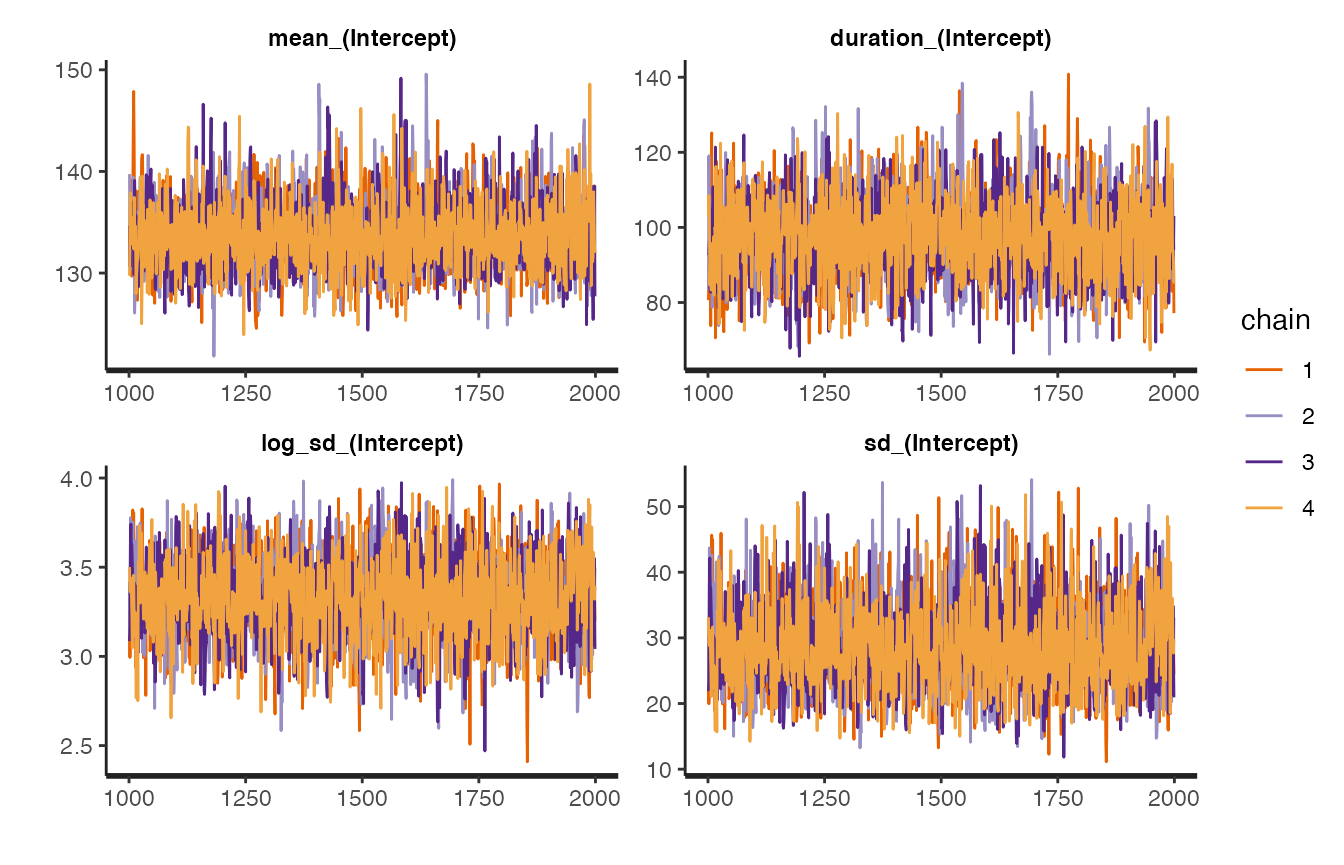 mean_(Intercept)
duration_(Intercept)
150
140
130
1000 1250 1500 1750 2000
140
120
100
80
1000 1250 1500 1750 2000
log_sd_(Intercept)
sd_(Intercept)
4.0
3.5
3.0
2.5
1000 1250 1500 1750 2000
50
40
30
20
10
1000 1250 1500 1750 2000
chain
1
2
3
4